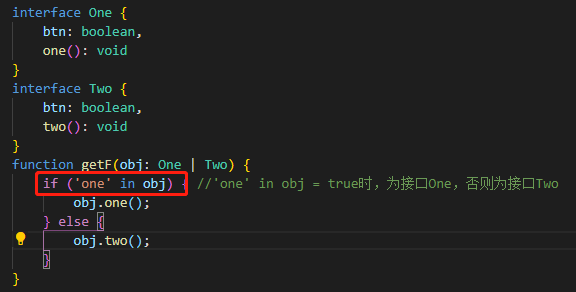 interface One {
    btn: boolean,
    one(): void
}
interface Two {
    btn: boolean,
    two(): void
}
function getF(obj: One | Two) {
    if ('one' in obj) { //'one' in obj = true时，为接口One，否则为接口Two
        obj.one();
    } else {
        obj.two();
    }
}